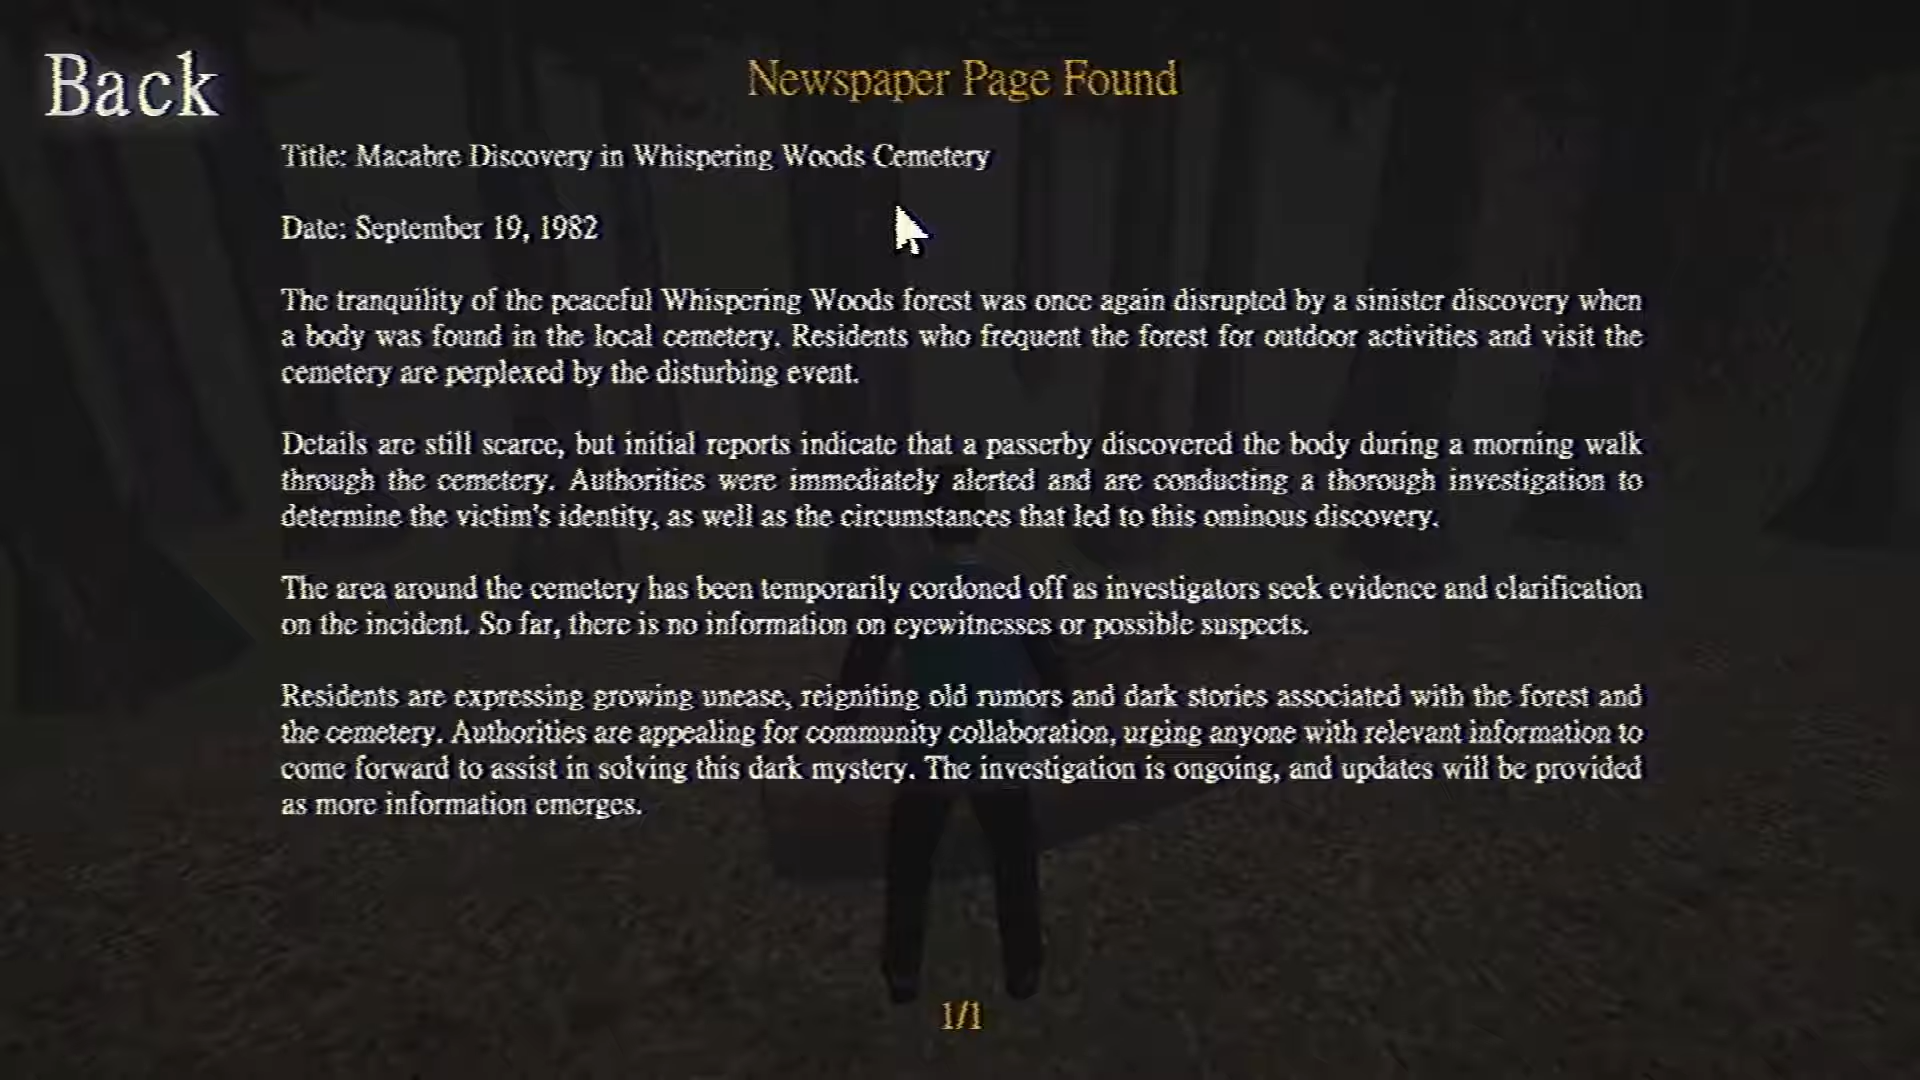 Back
Newspaper Page Found
Title: Macabre Discovery in Whispering Woods Cemetery
Date: September 19, 1982
The tranquility of the peaceful Whispering Woods forest was once again disrupted by a sinister discovery when
a body was found in the local cemetery. Residents who frequent the forest for outdoor activities and visit the
cemetery are perplexed by the disturbing event.
Details are still scarce, but initial reports indicate that a passerby discovered the body during a morning walk
through the cemetery. Authorities were immediately alerted and are conducting a thorough investigation to
determine the victim's identity, as well as the circumstances that led to this ominous discovery.
The area around the cemetery has been temporarily cordoned off as investigators seek evidence and clarification
on the incident. So far, there is no information on eyewitnesses or possible suspects.
Residents are expressing growing unease, reigniting old rumors and dark stories associated with the forest and
the cemetery. Authorities are appealing for community collaboration, urging anyone with relevant information to
come forward to assist in solving this dark mystery. The investigation is ongoing, and updates will be provided
as more information emerges.
1/1